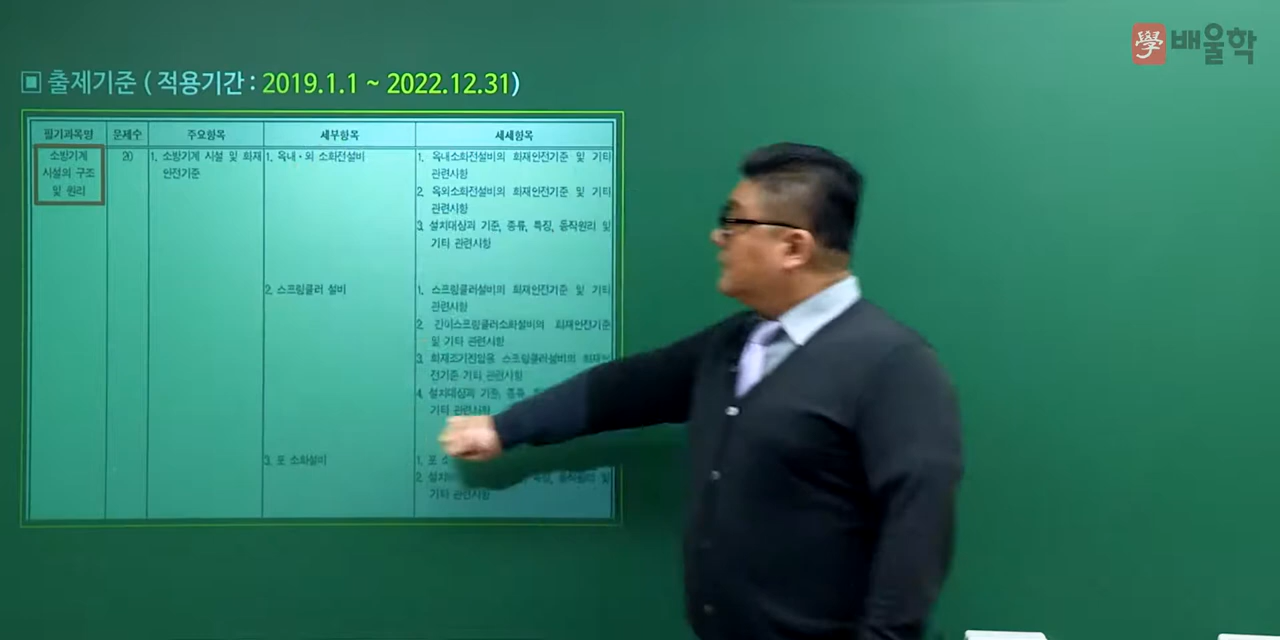 學 배울학
▣ 출제기준 ( 적용기간 : 2019.1.1 ~ 2022.12.31)
필기과목명 문제수 주요항목 세부항목 세세항목
소방기계 20 1. 소방기계 시설 및 화재 1. 옥내·외 소화전설비 1. 옥내소화전설비의 화재안전기준 및 기타
시설의 구조 안전기준 관련사항
및 원리 2. 옥외소화전설비의 화재안전기준 및 기타
관련사항
3. 설치대상과 기준, 종류, 특징, 동작원리 및
기타 관련사항
2. 스프링클러 설비 1. 스프링클러설비의 화재안전기준 및 기타
관련사항
2. 간이스프링클러소화설비의 화재안전기준
및 기타 관련사항
3. 화재조기진압용 스프링클러설비의 화재안
전기준 기타 관련사항
4. 설치대상과 기준, 종류,
기타 관련사항
3. 포 소화설비 1. 포
2. 동작원리 및
기타 관련사항